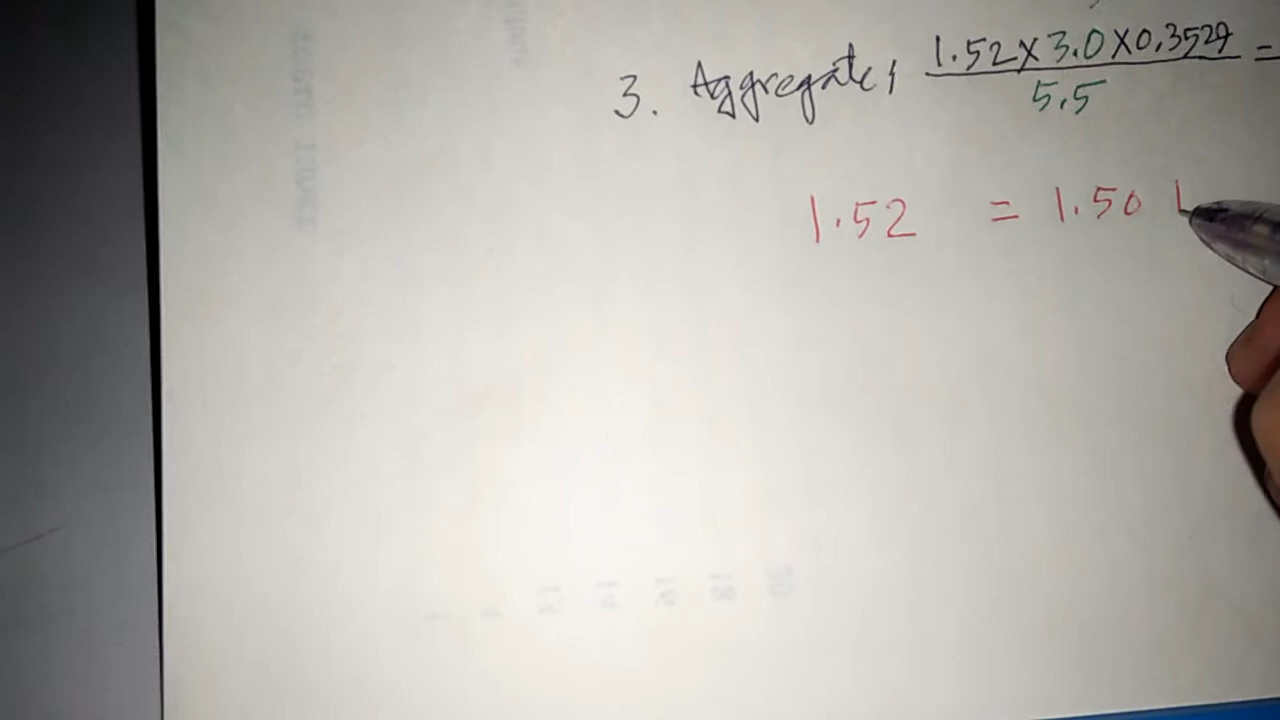 3. Aggregate; 1.52 x 3.0 x 0.3529 / 5.5 =
1.52 = 1.50